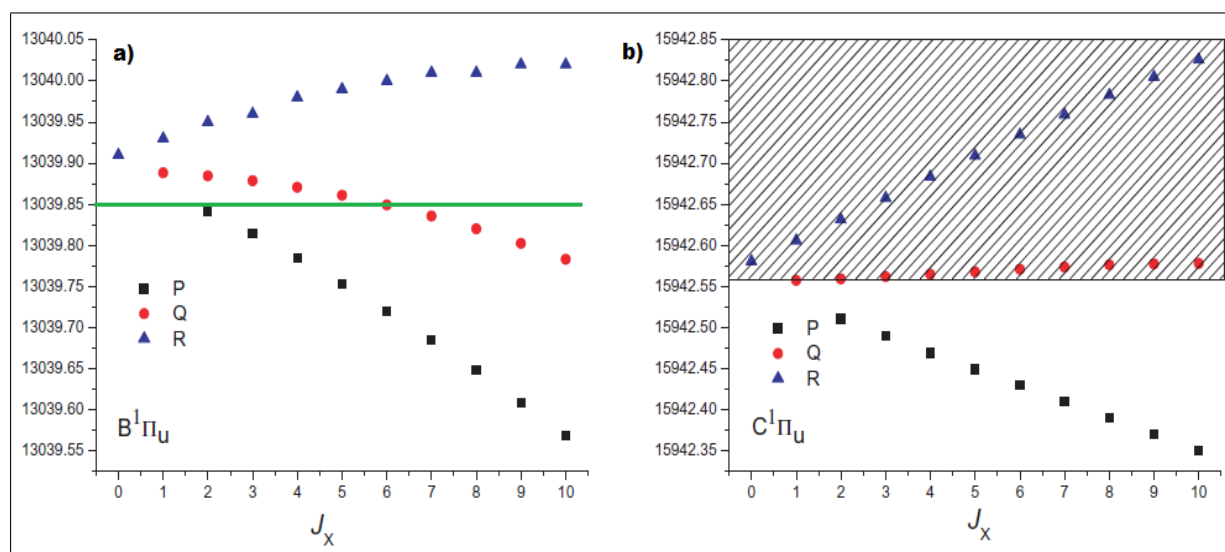 a)
13040.05
13040.00
13039.95
13039.90
13039.85
13039.80
13039.75
13039.70
13039.65
13039.60
13039.55
P
Q
R
B¹Πu
0 1 2 3 4 5 6 7 8 9 10
JX
b)
15942.85
15942.80
15942.75
15942.70
15942.65
15942.60
15942.55
15942.50
15942.45
15942.40
15942.35
P
Q
R
C¹Πu
0 1 2 3 4 5 6 7 8 9 10
JX